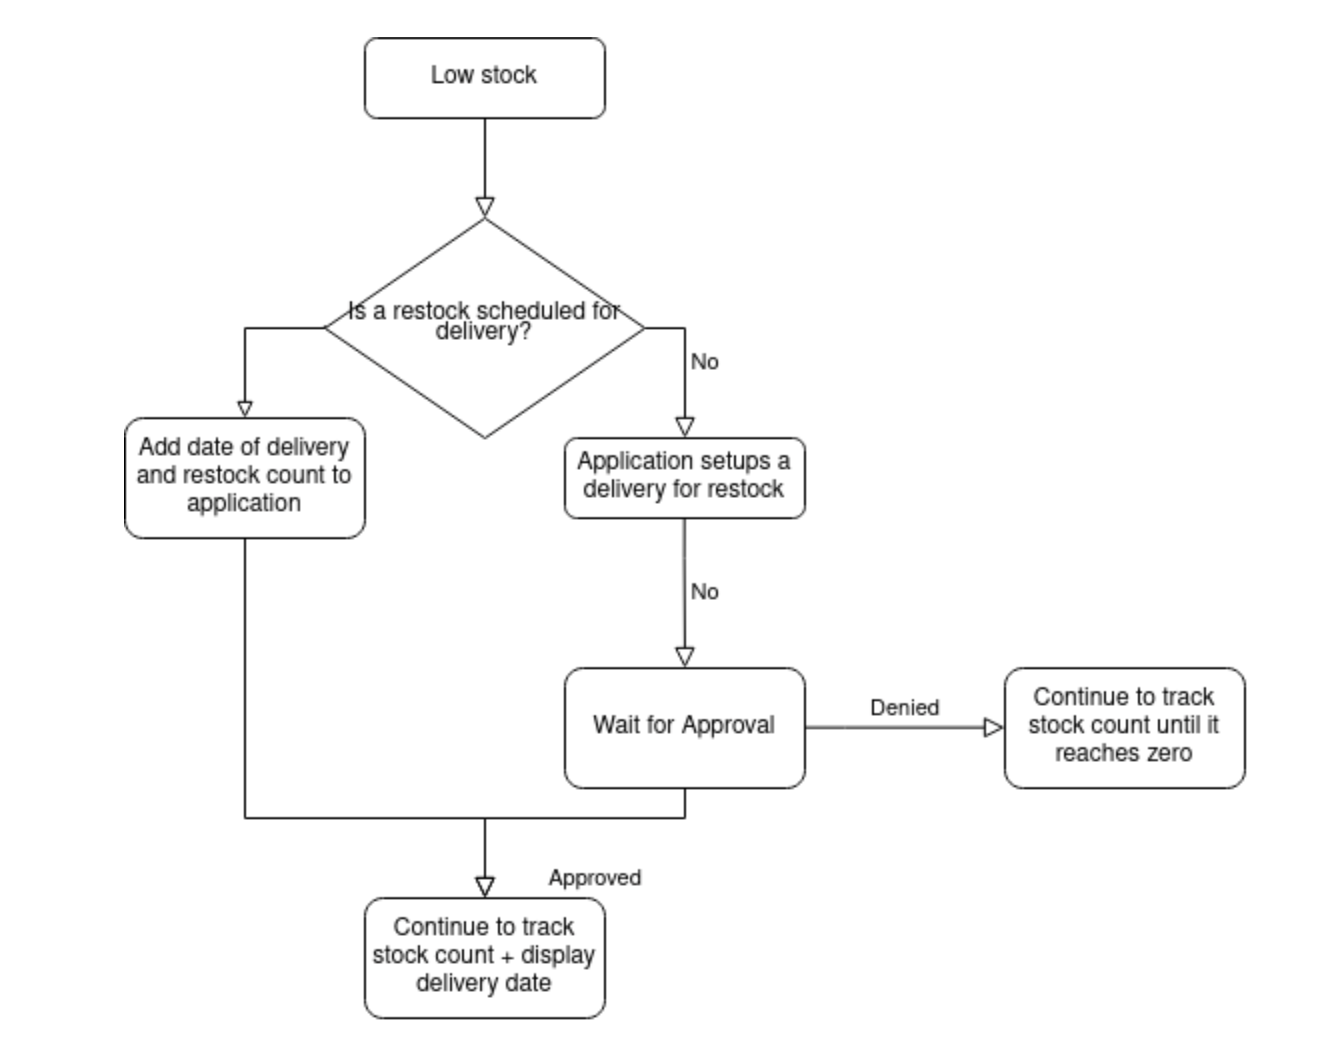 Low stock
Is a restock scheduled for
delivery?
No
Add date of delivery
and restock count to
application
Application setups a
delivery for restock
No
Wait for Approval
Denied
Continue to track
stock count until it
reaches zero
Approved
Continue to track
stock count + display
delivery date